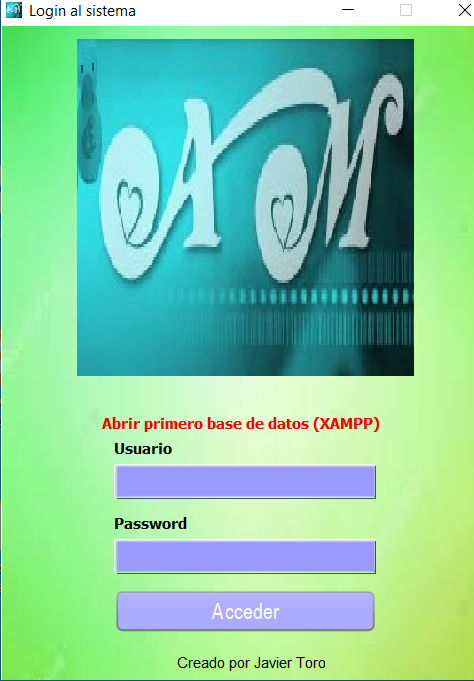 Login al sistema
AM
Abrir primero base de datos (XAMPP)
Usuario
Password
Acceder
Creado por Javier Toro